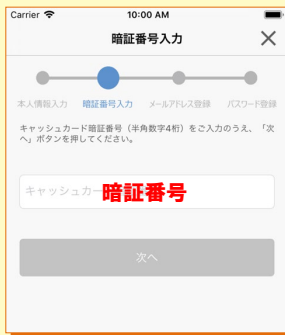 Carrier 10:00 AM
暗証番号入力
本人情報入力 暗証番号入力 メールアドレス登録 パスワード登録
キャッシュカード暗証番号（半角数字4桁）をご入力のうえ、「次
へ」ボタンを押してください。
キャッシュカー 暗証番号
次へ